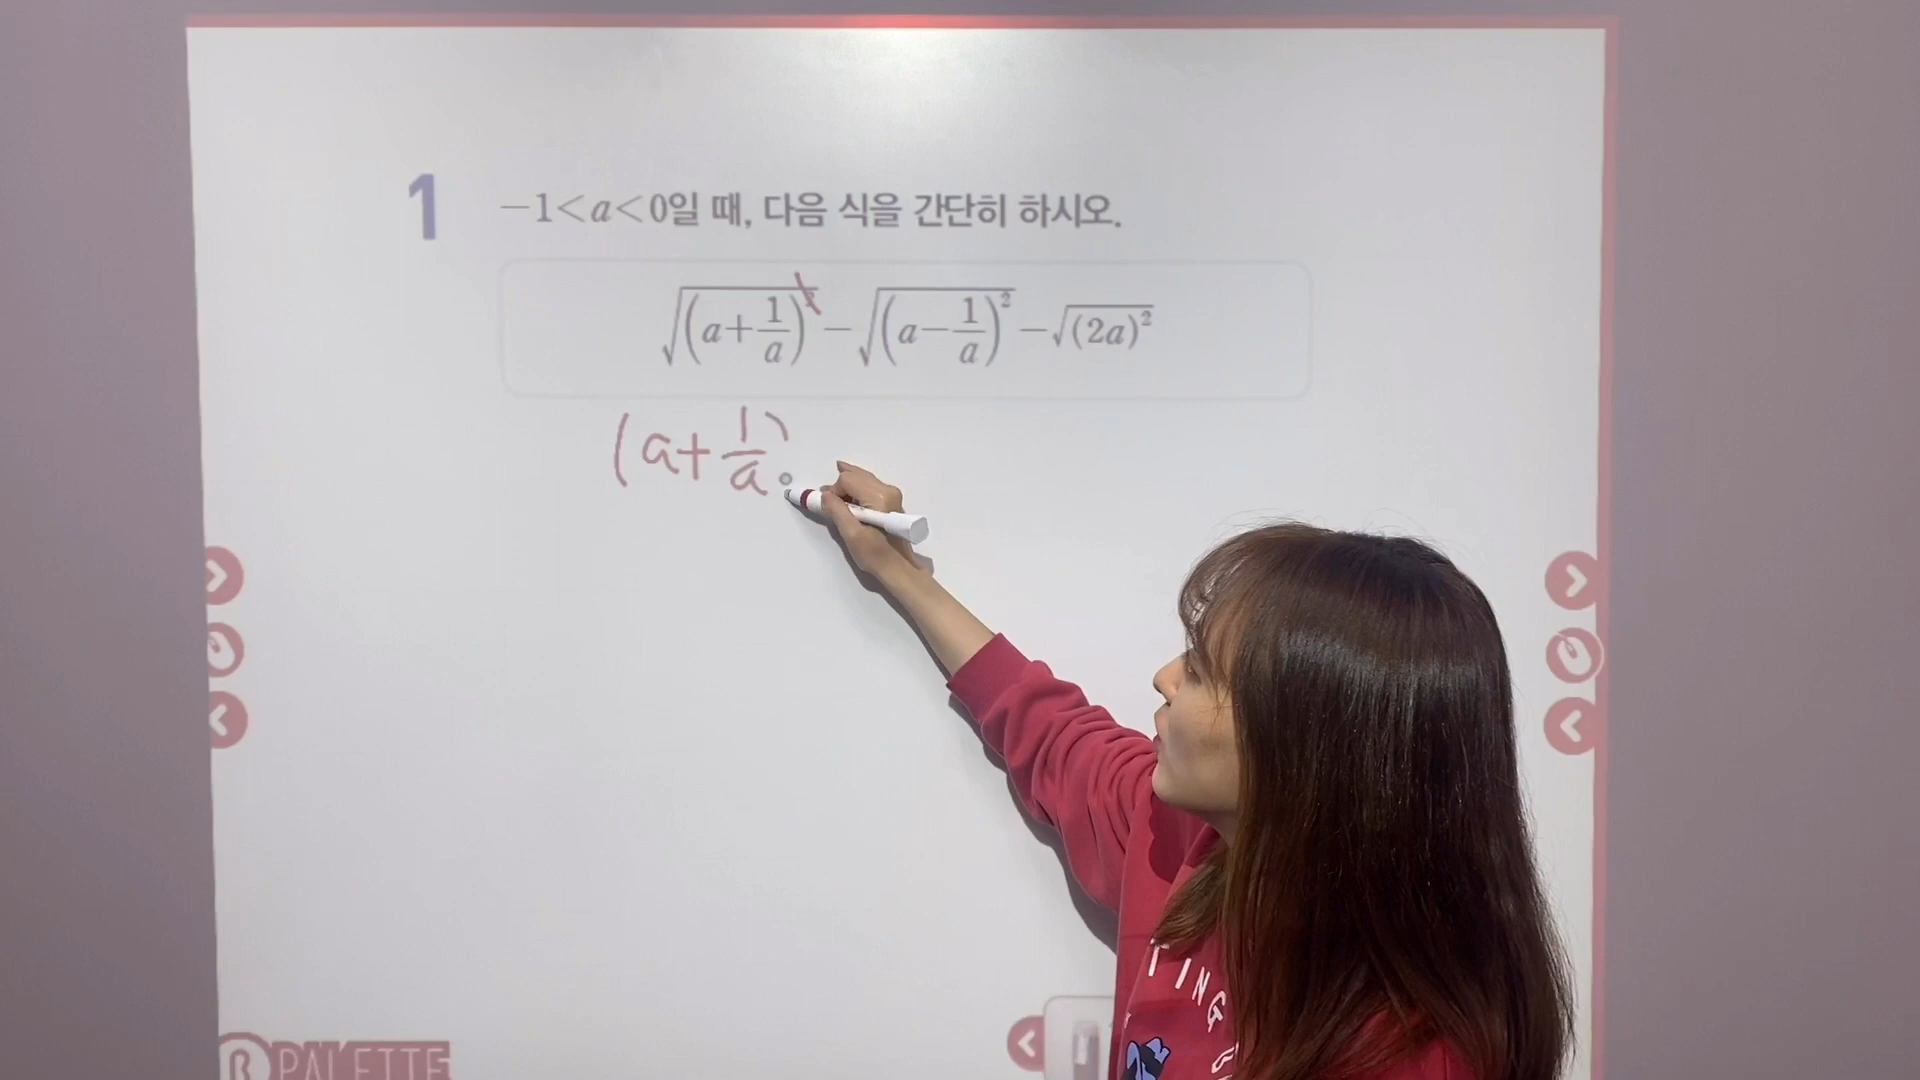 1 -1<a<0일 때, 다음 식을 간단히 하시오.
√(a+1/a)² - √(a-1/a)² - √(2a)²
(a+1/a)
TING
PALETTE